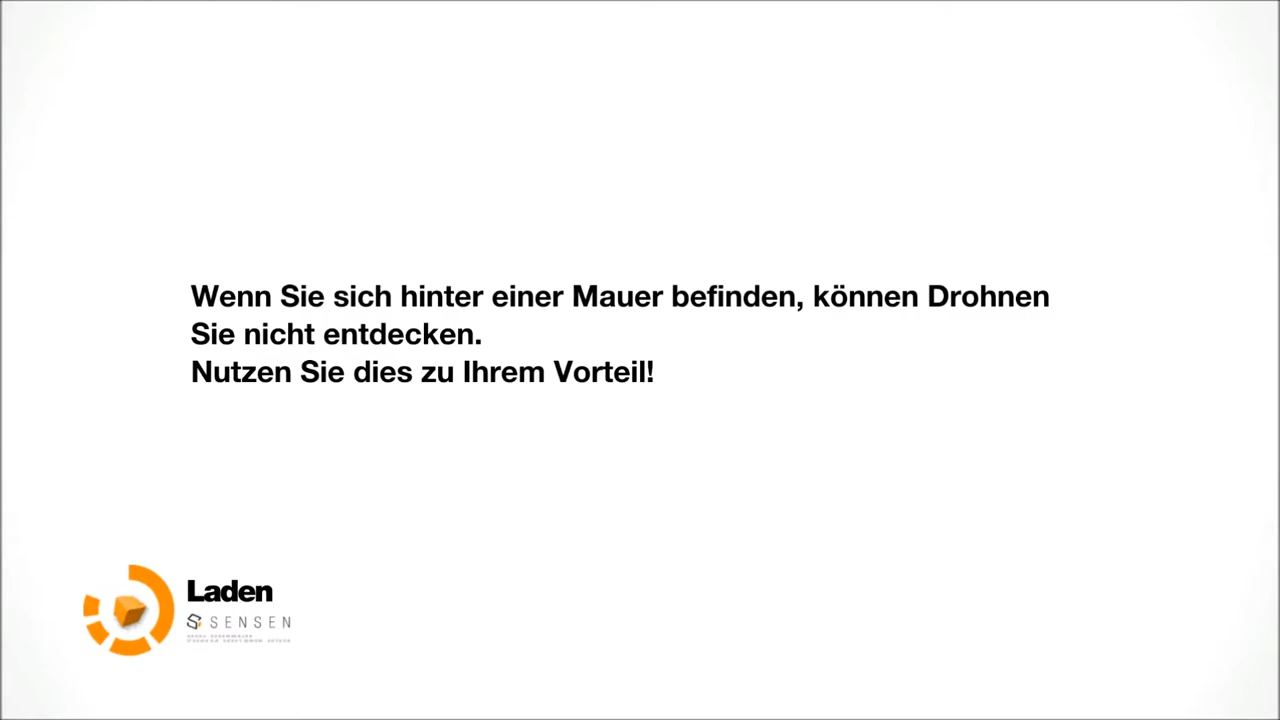 Wenn Sie sich hinter einer Mauer befinden, können Drohnen
Sie nicht entdecken.
Nutzen Sie dies zu Ihrem Vorteil!
Laden
SENSEN